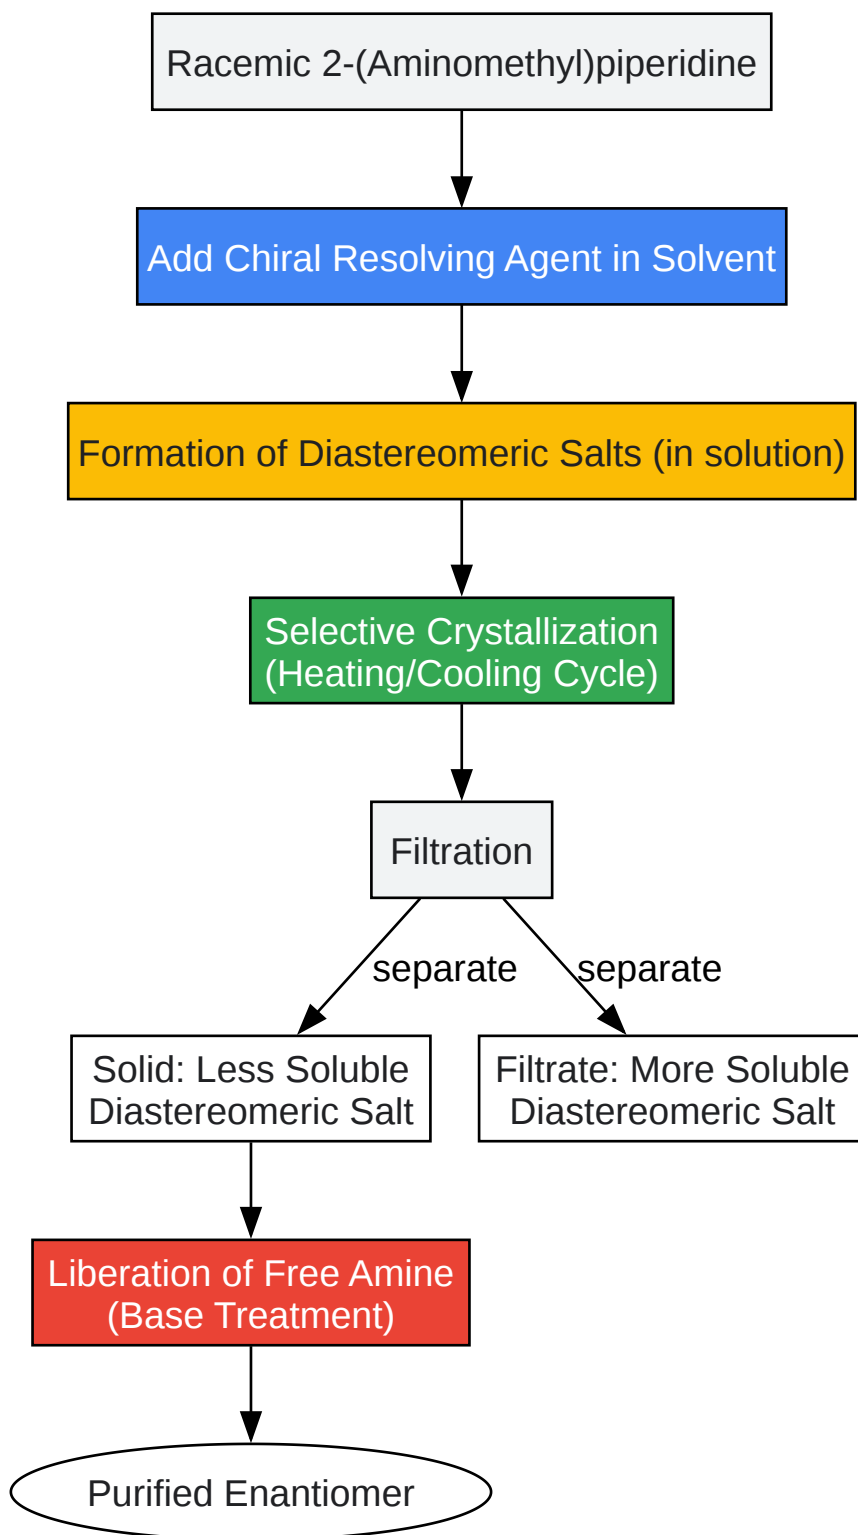 Racemic 2-(Aminomethyl)piperidine
Add Chiral Resolving Agent in Solvent
Formation of Diastereomeric Salts (in solution)
Selective Crystallization
(Heating/Cooling Cycle)
Filtration
separate
separate
Solid: Less Soluble
Diastereomeric Salt
Filtrate: More Soluble
Diastereomeric Salt
Liberation of Free Amine
(Base Treatment)
Purified Enantiomer